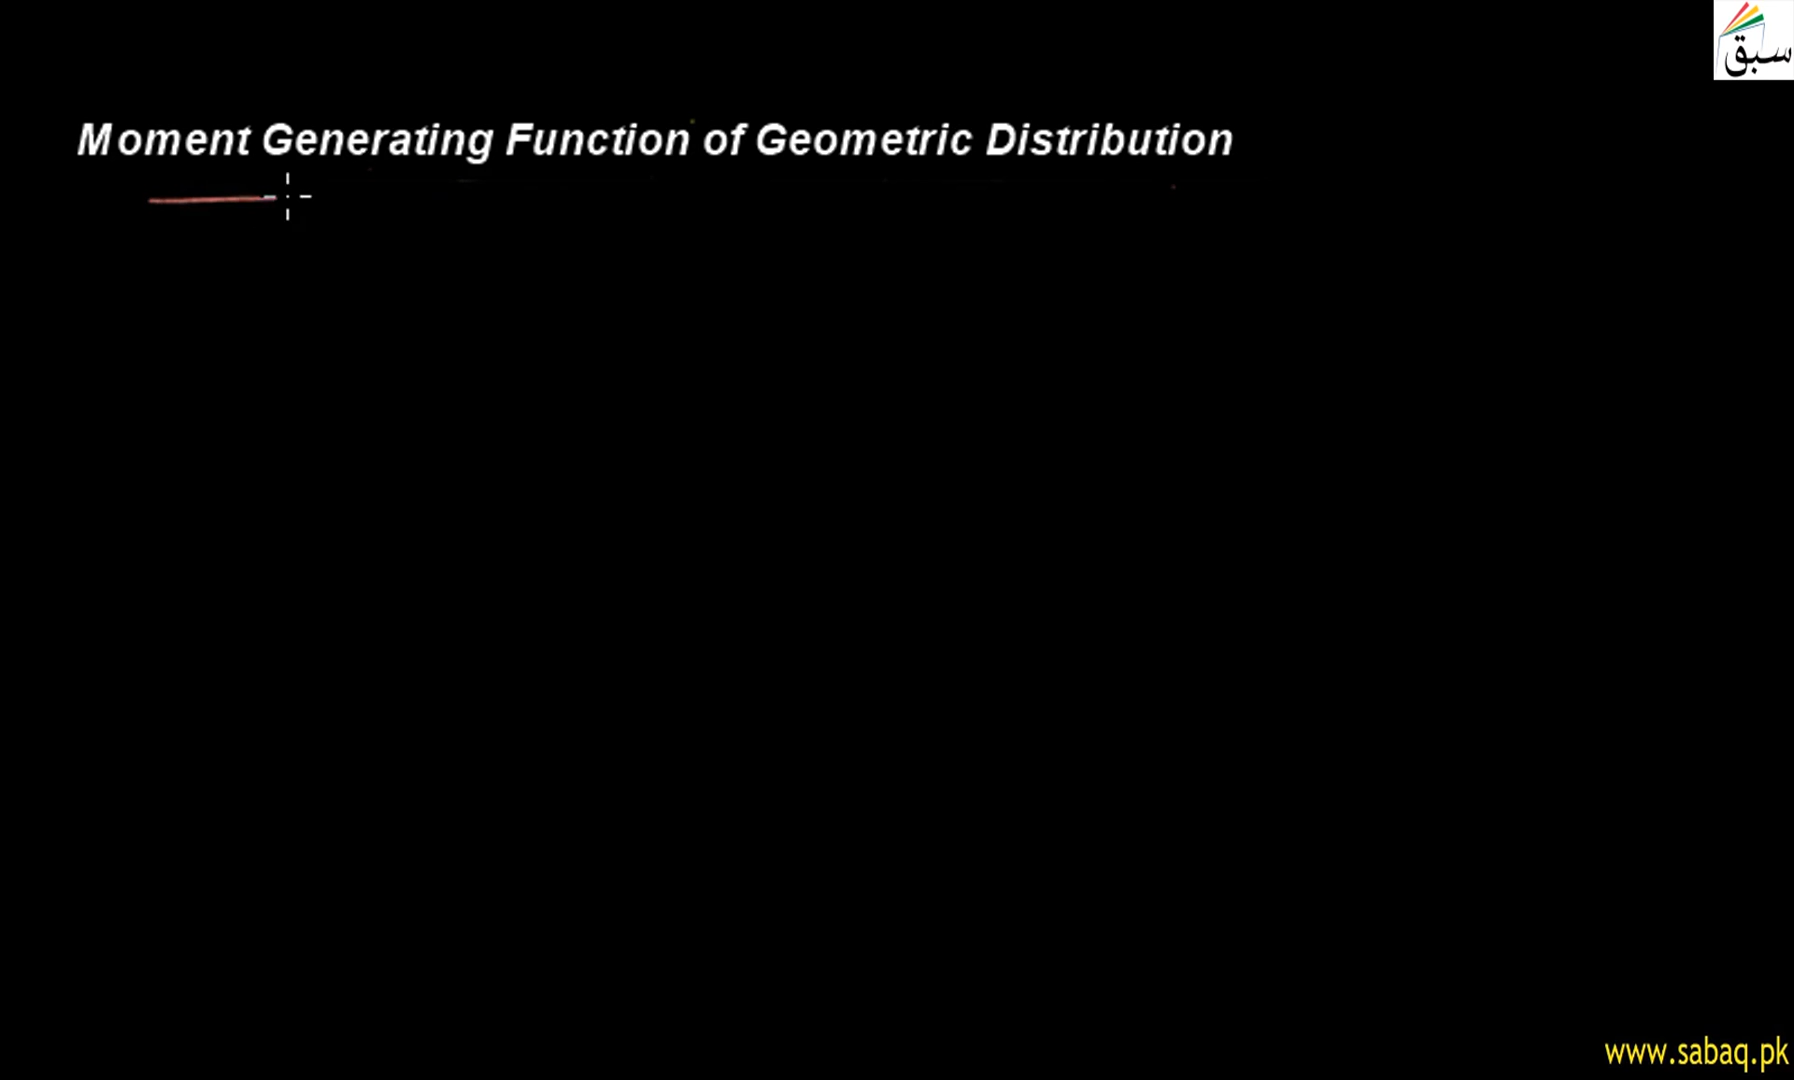 سبق
Moment Generating Function of Geometric Distribution
www.sabaq.pk